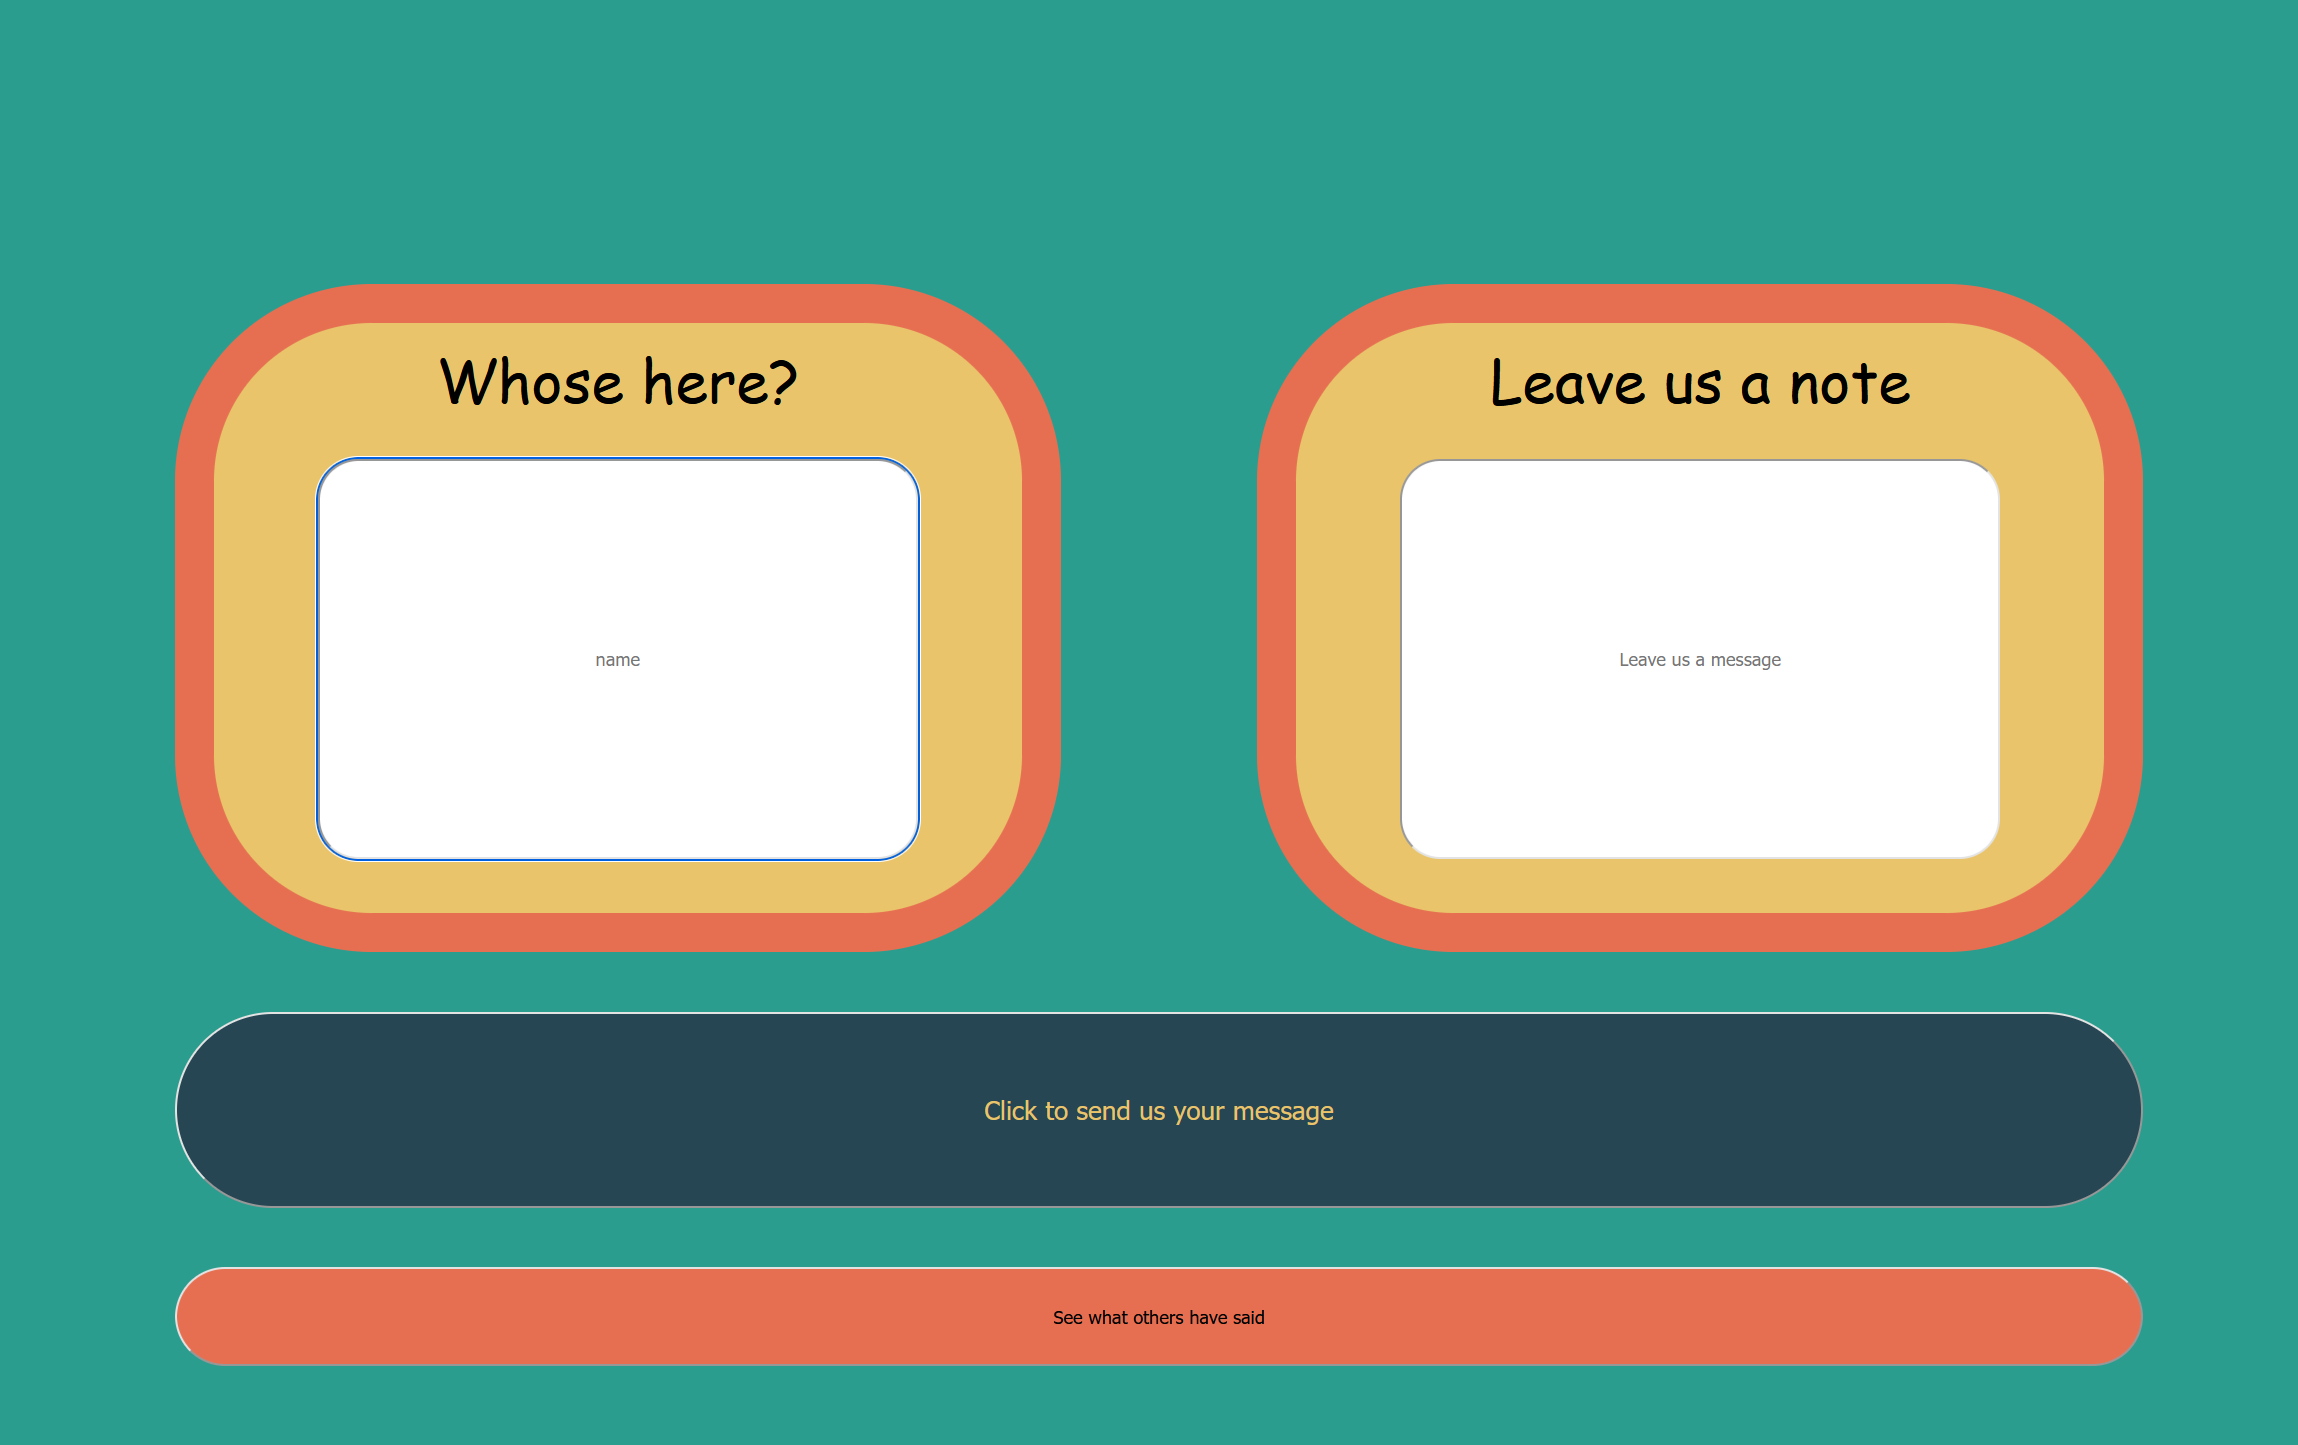 Whose here?
Leave us a note
name
Leave us a message
Click to send us your message
See what others have said